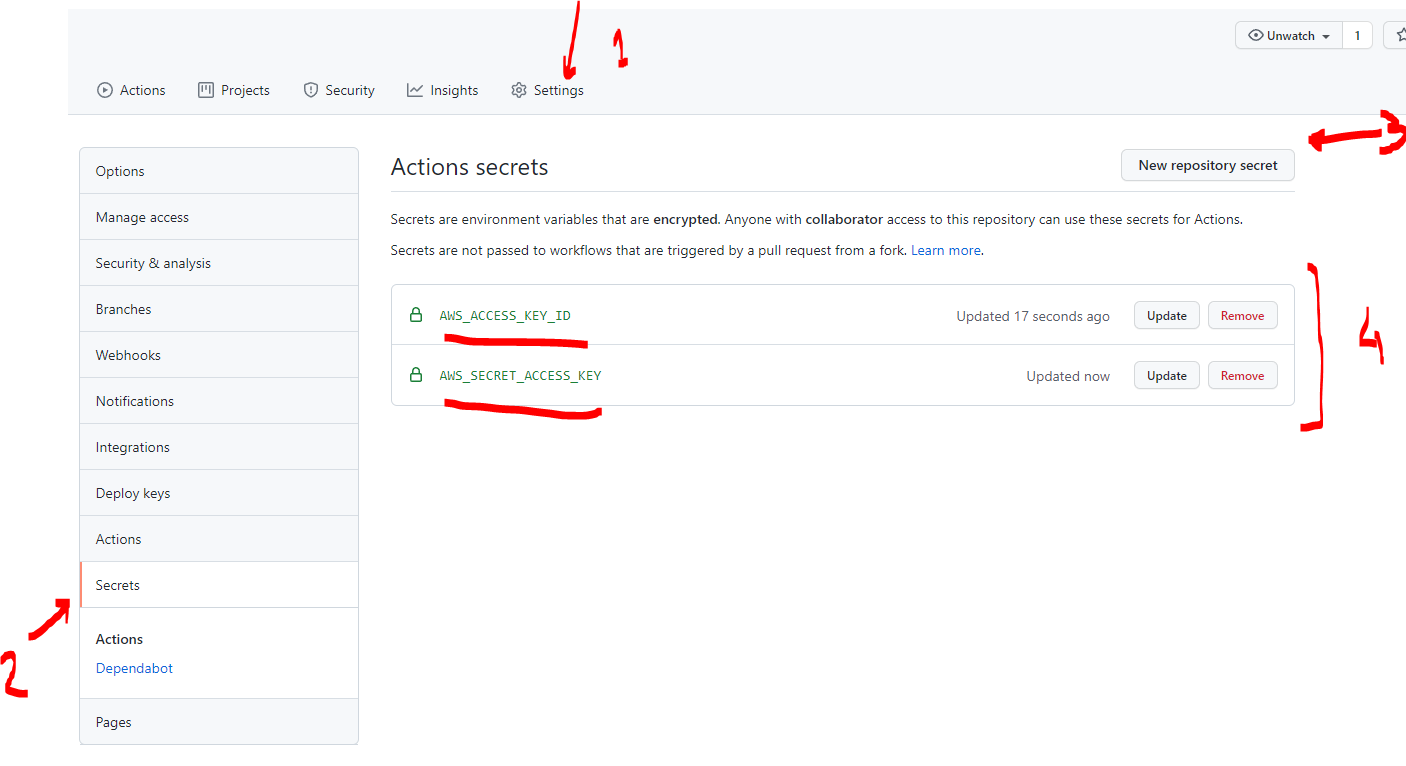 1
Unwatch 1
Actions Projects Security Insights Settings
3
Options
Manage access
Security & analysis
Branches
Webhooks
Notifications
Integrations
Deploy keys
Actions
Secrets
Actions
Dependabot
Pages
2
Actions secrets New repository secret
Secrets are environment variables that are encrypted. Anyone with collaborator access to this repository can use these secrets for Actions.
Secrets are not passed to workflows that are triggered by a pull request from a fork. Learn more.
AWS_ACCESS_KEY_ID Updated 17 seconds ago Update Remove
AWS_SECRET_ACCESS_KEY Updated now Update Remove
4